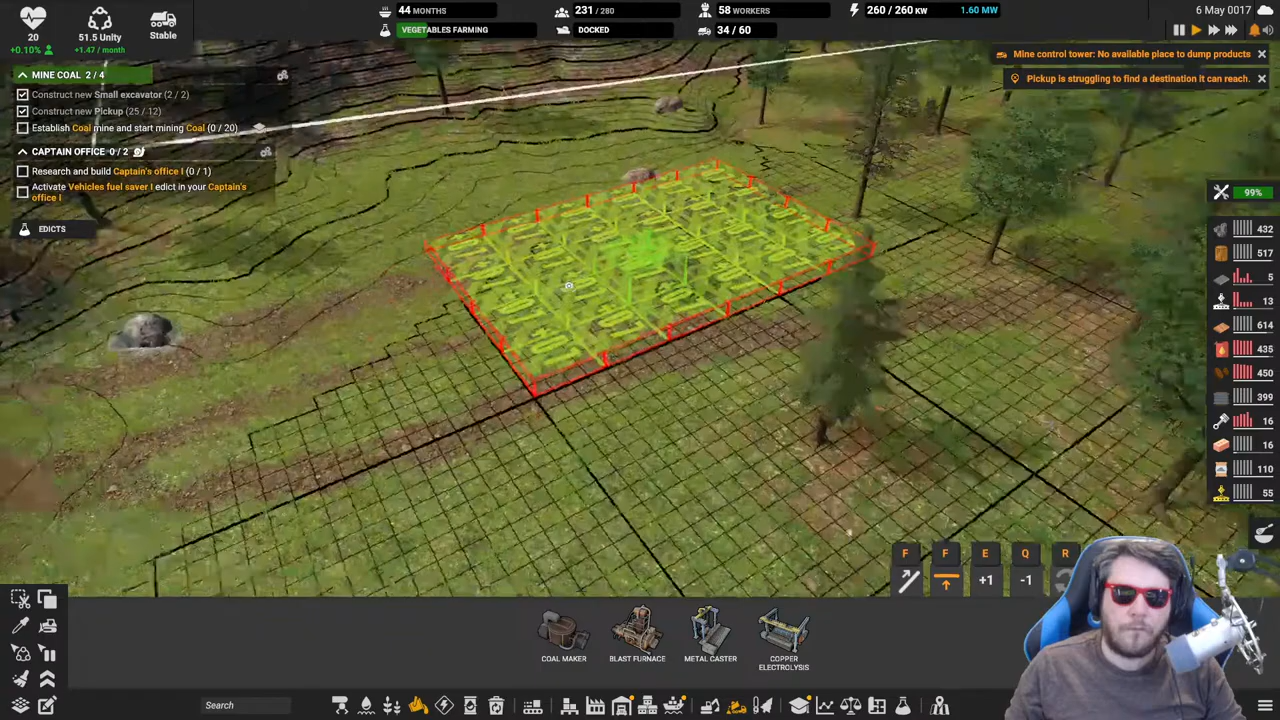 44 MONTHS
231 / 280
58 WORKERS
260 / 260 KW
1.60 MW
6 May 0017
20
51.5 Unity
Stable
VEGETABLES FARMING
DOCKED
34 / 60
+0.10%
+1.47 / month
Mine control tower: No available place to dump products
Pickup is struggling to find a destination it can reach.
MINE COAL 2 / 4
Construct new Small excavator (2 / 2)
Construct new Pickup (25 / 12)
Establish Coal mine and start mining Coal (0 / 20)
CAPTAIN OFFICE 0 / 2
Research and build Captain's office I (0 / 1)
Activate Vehicles fuel saver I edict in your Captain's
office I
EDICTS
99%
432
517
5
13
614
435
450
399
16
16
110
55
F
F
E
Q
R
+1
-1
COAL MAKER
BLAST FURNACE
METAL CASTER
COPPER
ELECTROLYSIS
Search